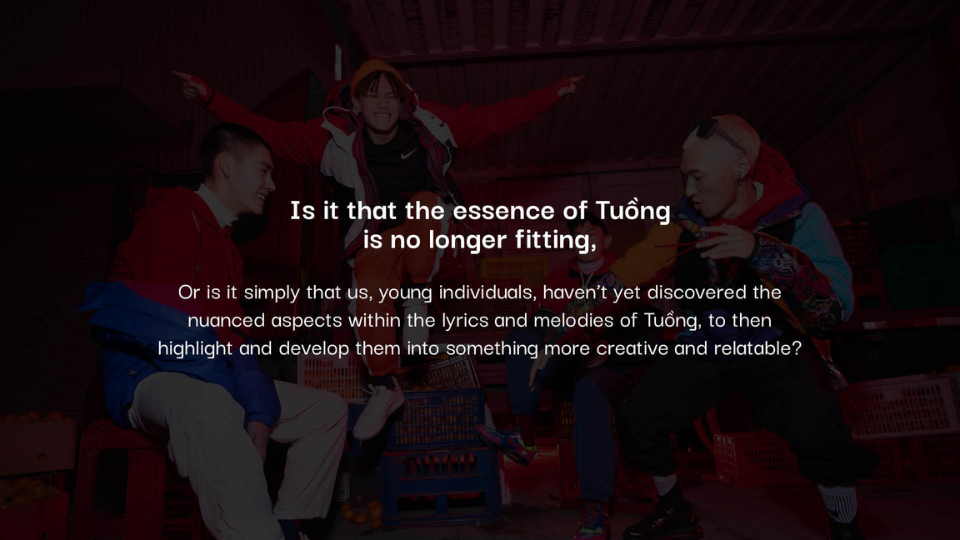 Is it that the essence of Tuồng
is no longer fitting,
Or is it simply that us, young individuals, haven't yet discovered the
nuanced aspects within the lyrics and melodies of Tuồng, to then
highlight and develop them into something more creative and relatable?